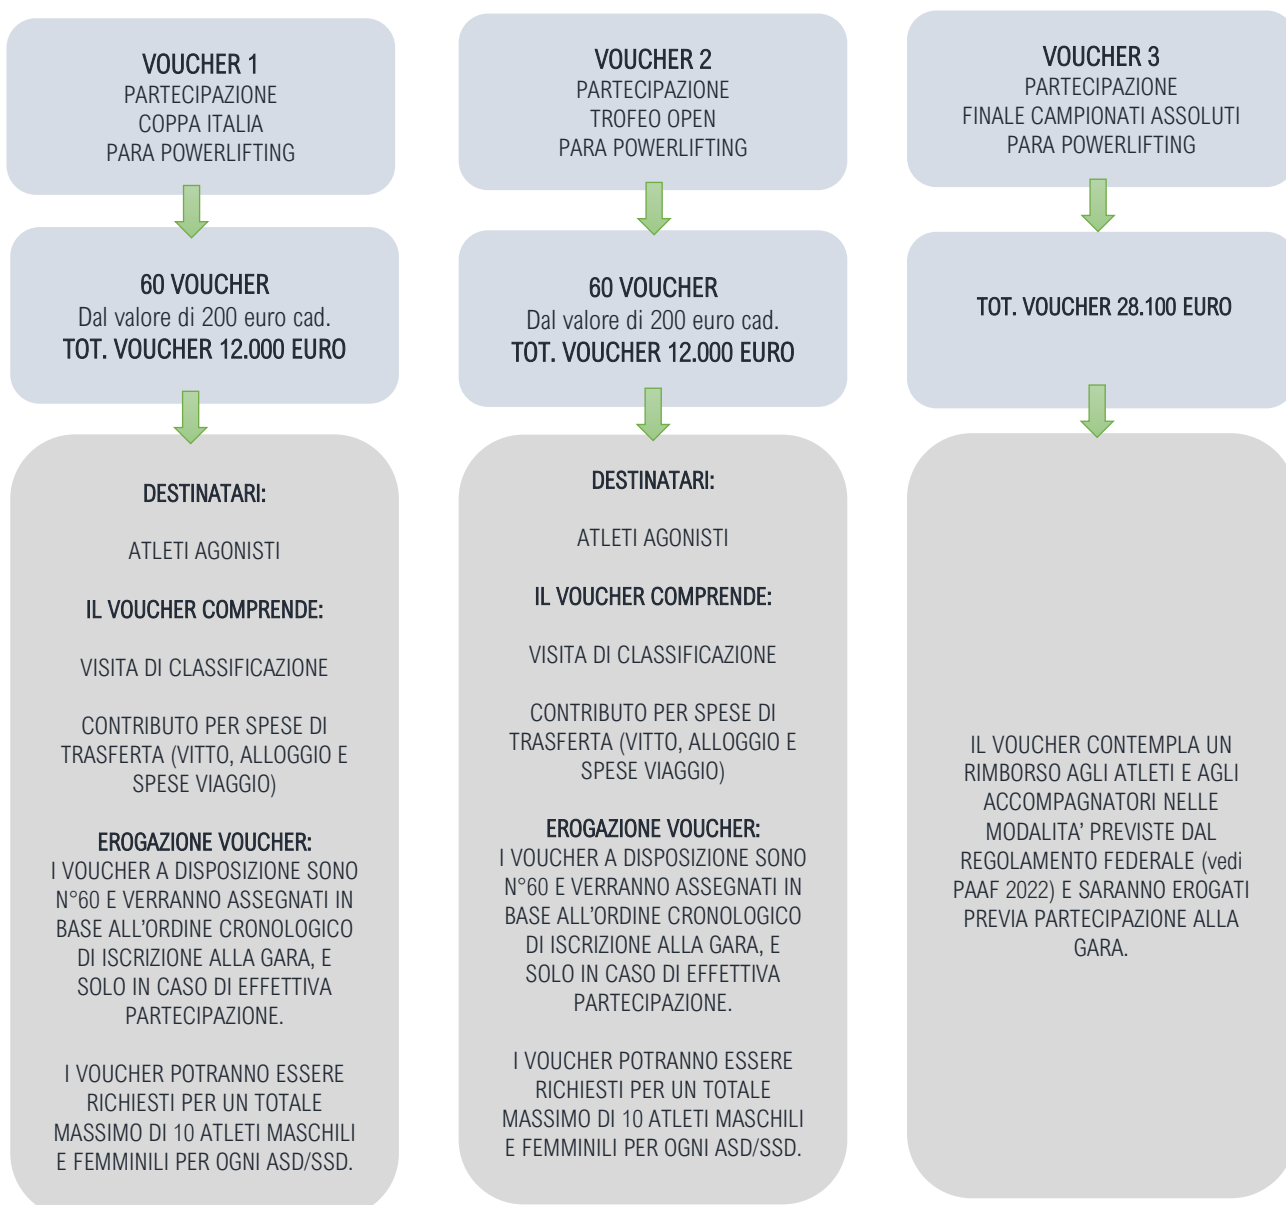 VOUCHER 1
PARTECIPAZIONE
COPPA ITALIA
PARA POWERLIFTING
60 VOUCHER
Dal valore di 200 euro cad.
TOT. VOUCHER 12.000 EURO
DESTINATARI:
ATLETI AGONISTI
IL VOUCHER COMPRENDE:
VISITA DI CLASSIFICAZIONE
CONTRIBUTO PER SPESE DI
TRASFERTA (VITTO, ALLOGGIO E
SPESE VIAGGIO)
EROGAZIONE VOUCHER:
I VOUCHER A DISPOSIZIONE SONO
N°60 E VERRANNO ASSEGNATI IN
BASE ALL'ORDINE CRONOLOGICO
DI ISCRIZIONE ALLA GARA, E
SOLO IN CASO DI EFFETTIVA
PARTECIPAZIONE.
I VOUCHER POTRANNO ESSERE
RICHIESTI PER UN TOTALE
MASSIMO DI 10 ATLETI MASCHILI
E FEMMINILI PER OGNI ASD/SSD.
VOUCHER 2
PARTECIPAZIONE
TROFEO OPEN
PARA POWERLIFTING
60 VOUCHER
Dal valore di 200 euro cad.
TOT. VOUCHER 12.000 EURO
DESTINATARI:
ATLETI AGONISTI
IL VOUCHER COMPRENDE:
VISITA DI CLASSIFICAZIONE
CONTRIBUTO PER SPESE DI
TRASFERTA (VITTO, ALLOGGIO E
SPESE VIAGGIO)
EROGAZIONE VOUCHER:
I VOUCHER A DISPOSIZIONE SONO
N°60 E VERRANNO ASSEGNATI IN
BASE ALL'ORDINE CRONOLOGICO
DI ISCRIZIONE ALLA GARA, E
SOLO IN CASO DI EFFETTIVA
PARTECIPAZIONE.
I VOUCHER POTRANNO ESSERE
RICHIESTI PER UN TOTALE
MASSIMO DI 10 ATLETI MASCHILI
E FEMMINILI PER OGNI ASD/SSD.
VOUCHER 3
PARTECIPAZIONE
FINALE CAMPIONATI ASSOLUTI
PARA POWERLIFTING
TOT. VOUCHER 28.100 EURO
IL VOUCHER CONTEMPLA UN
RIMBORSO AGLI ATLETI E AGLI
ACCOMPAGNATORI NELLE
MODALITA' PREVISTE DAL
REGOLAMENTO FEDERALE (vedi
PAAF 2022) E SARANNO EROGATI
PREVIA PARTECIPAZIONE ALLA
GARA.